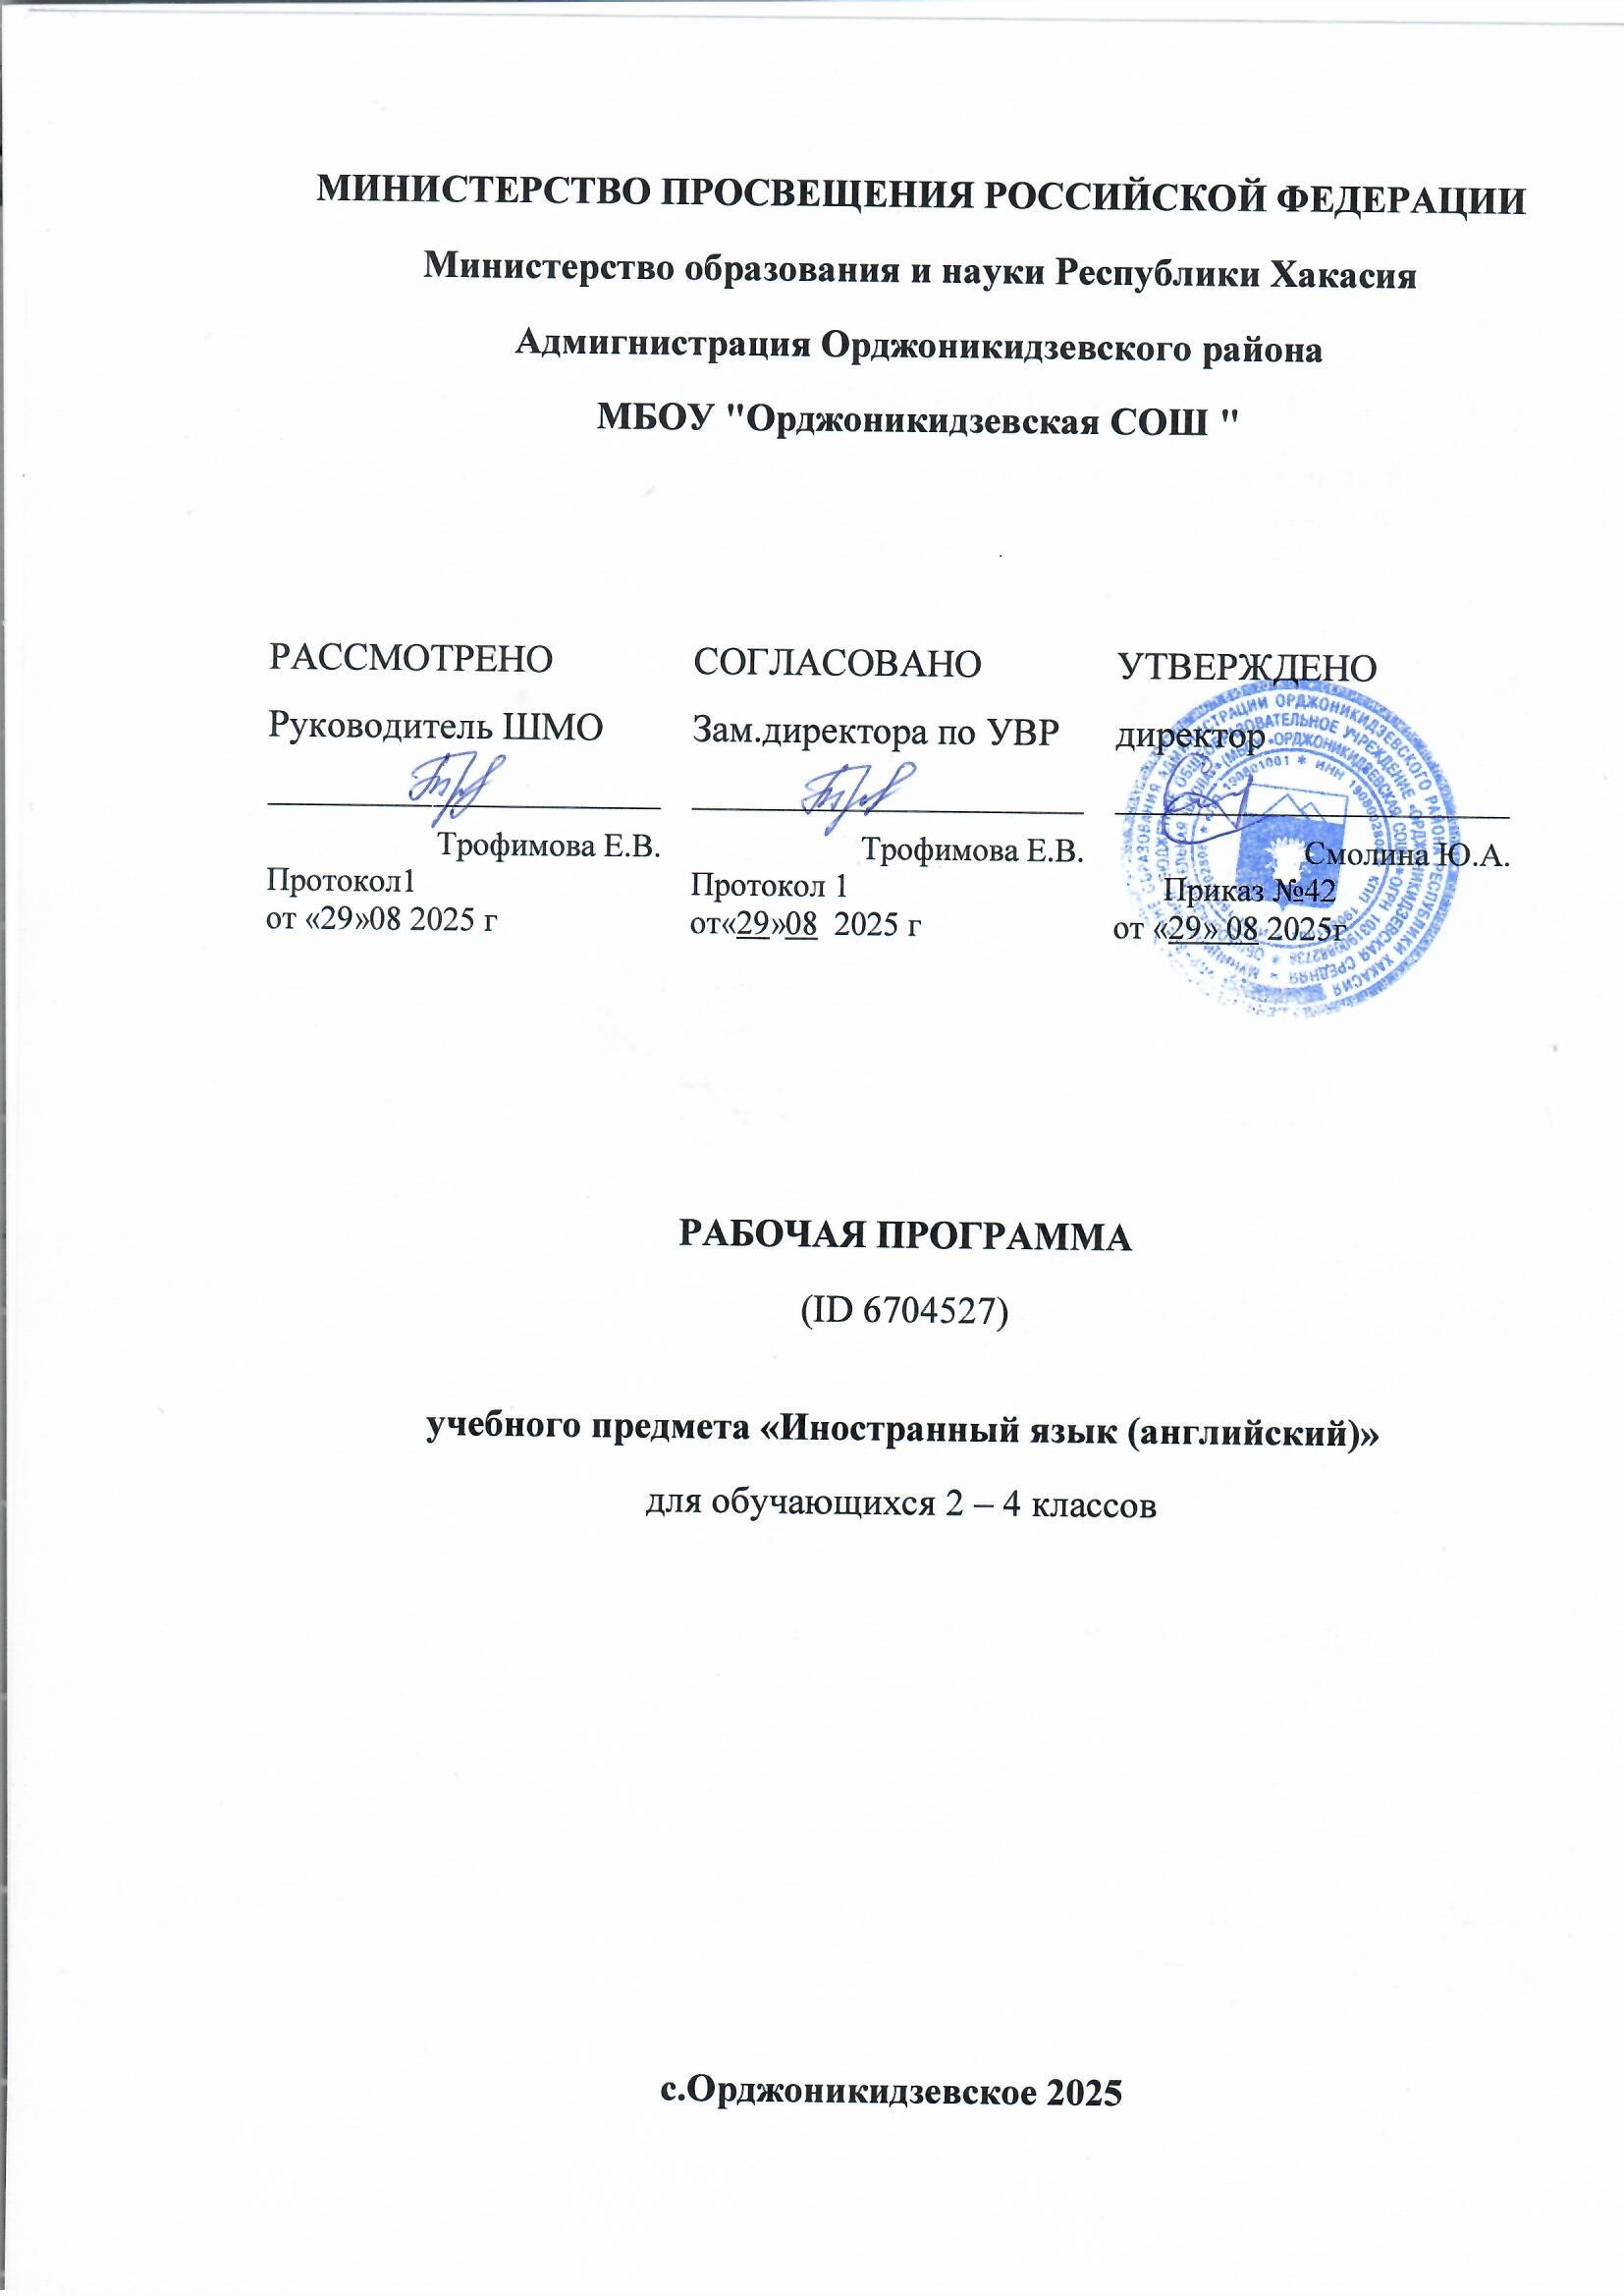 МИНИСТЕРСТВО ПРОСВЕЩЕНИЯ РОССИЙСКОЙ ФЕДЕРАЦИИ
Министерство образования и науки Республики Хакасия
Адмигнистрация Орджоникидзевского района
МБОУ "Орджоникидзевская СОШ "
РАССМОТРЕНО
Руководитель ШМО
Трофимова Е.В.
Протокол1
от «29»08 2025 г
СОГЛАСОВАНО
Зам.директора по УВР
Трофимова Е.В.
Протокол 1
от«29»08 2025 г
УТВЕРЖДЕНО
директор
Смолина Ю.А.
Приказ №42
от «29» 08 2025г
РАБОЧАЯ ПРОГРАММА
(ID 6704527)
учебного предмета «Иностранный язык (английский)»
для обучающихся 2 – 4 классов
с.Орджоникидзевское 2025